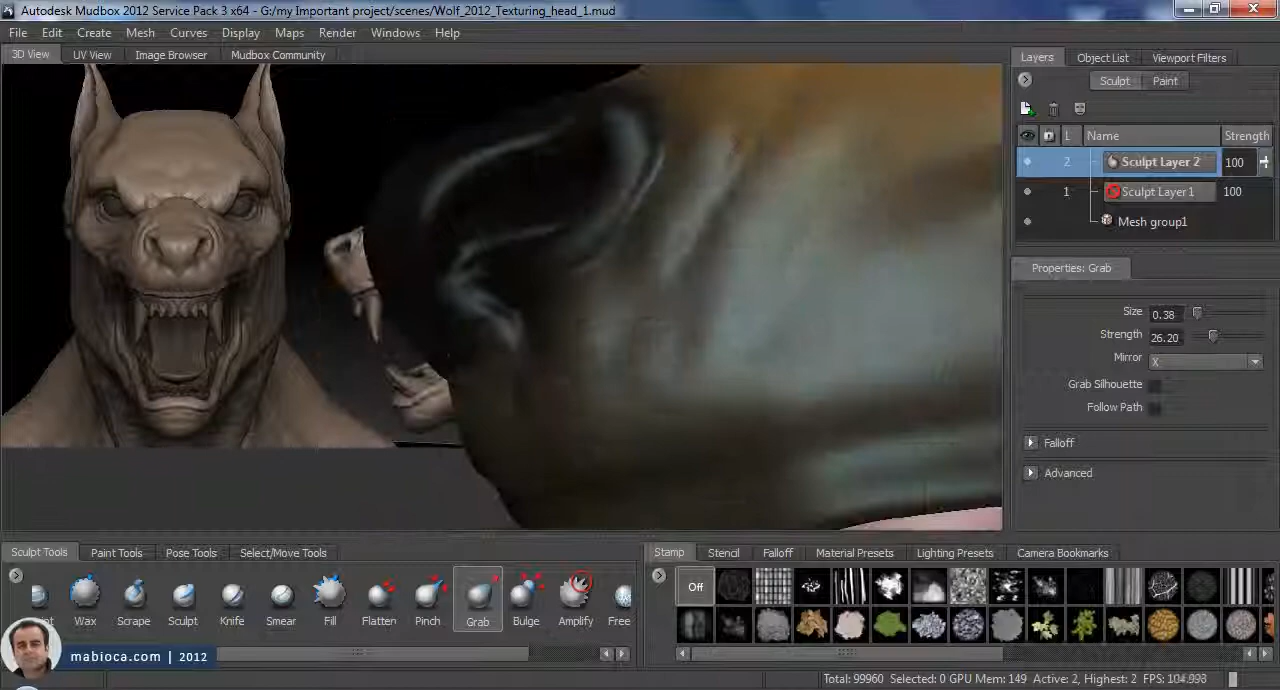 Autodesk Mudbox 2012 Service Pack 3 x64 - G:/my Important project/scenes/Wolf_2012_Texturing_head_1.mud
File Edit Create Mesh Curves Display Maps Render Windows Help
3D View UV View Image Browser Mudbox Community
Layers Object List Viewport Filters
Sculpt Paint
L Name Strength
2 Sculpt Layer 2 100
1 Sculpt Layer1 100
Mesh group1
Properties: Grab
Size 0.38
Strength 26.20
Mirror X
Grab Silhouette
Follow Path
Falloff
Advanced
Sculpt Tools Paint Tools Pose Tools Select/Move Tools
Stamp Stencil Falloff Material Presets Lighting Presets Camera Bookmarks
Off
Wax Scrape Sculpt Knife Smear Fill Flatten Pinch Grab Bulge Amplify Free
mabioca.com | 2012
Total: 99960 Selected: 0 GPU Mem: 149 Active: 2, Highest: 2 FPS: